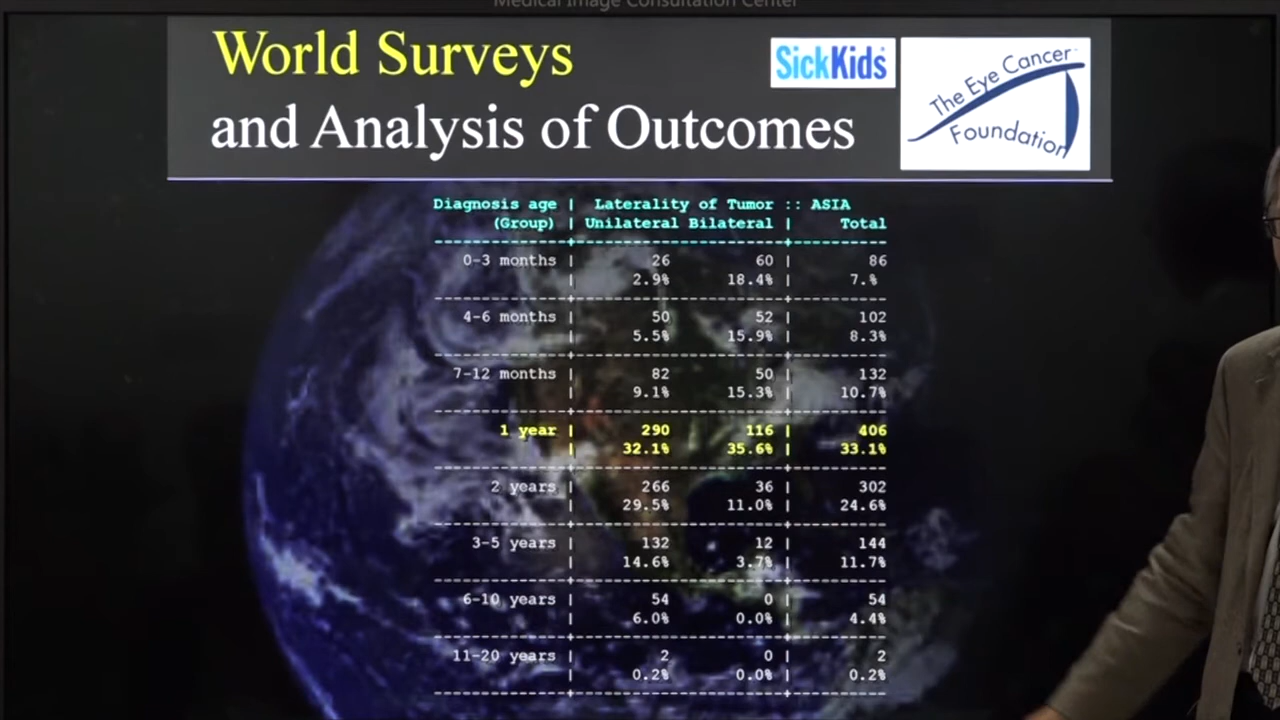 Medical Image Consultation Center
World Surveys
and Analysis of Outcomes
SickKids
The Eye Cancer
Foundation
Diagnosis age | Laterality of Tumor :: ASIA
(Group) | Unilateral Bilateral | Total
0-3 months | 26 60 | 86
| 2.9% 18.4% | 7.%
4-6 months | 50 52 | 102
| 5.5% 15.9% | 8.3%
7-12 months | 82 50 | 132
| 9.1% 15.3% | 10.7%
1 year | 290 116 | 406
| 32.1% 35.6% | 33.1%
2 years | 266 36 | 302
| 29.5% 11.0% | 24.6%
3-5 years | 132 12 | 144
| 14.6% 3.7% | 11.7%
6-10 years | 54 0 | 54
| 6.0% 0.0% | 4.4%
11-20 years | 2 0 | 2
| 0.2% 0.0% | 0.2%